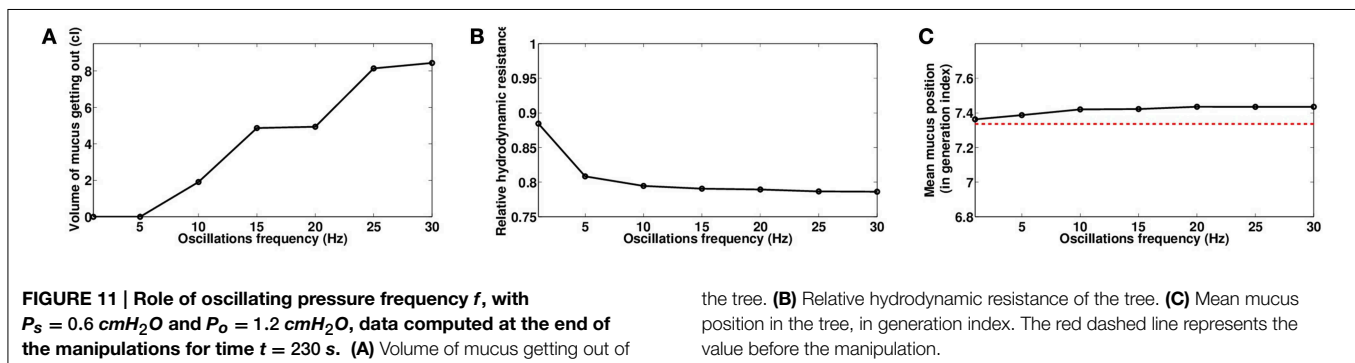 A
Volume of mucus getting out (cl)
8
6
4
2
0
5 10 15 20 25 30
Oscillations frequency (Hz)
B
Relative hydrodynamic resistance
1
0.95
0.9
0.85
0.8
0.75
5 10 15 20 25 30
Oscillations frequency (Hz)
C
Mean mucus position
(in generation index)
7.6
7.4
7.2
7
6.8
5 10 15 20 25 30
Oscillations frequency (Hz)
FIGURE 11 | Role of oscillating pressure frequency f, with
Ps = 0.6 cmH2O and Po = 1.2 cmH2O, data computed at the end of
the manipulations for time t = 230 s. (A) Volume of mucus getting out of
the tree. (B) Relative hydrodynamic resistance of the tree. (C) Mean mucus
position in the tree, in generation index. The red dashed line represents the
value before the manipulation.